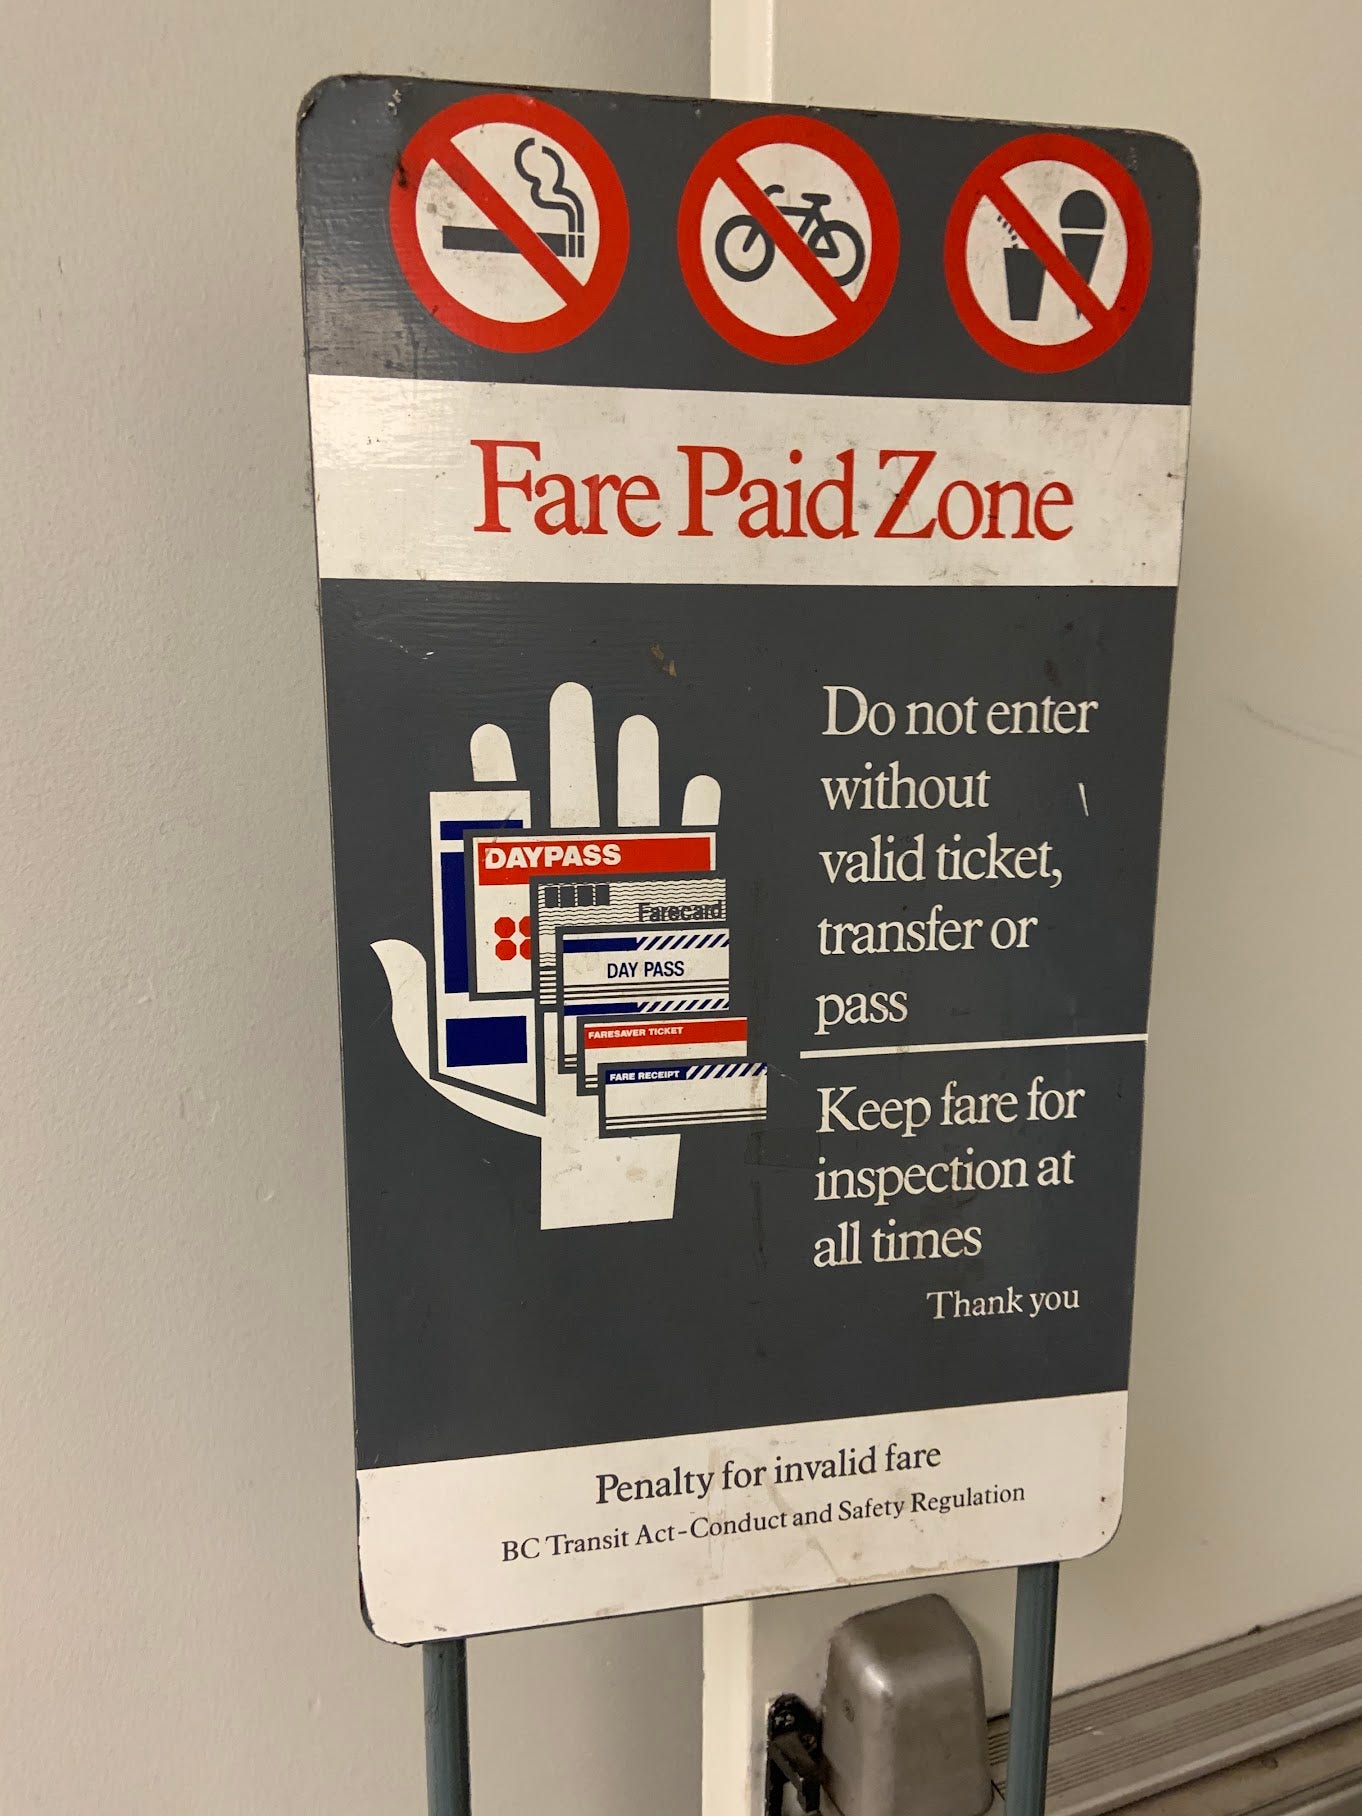 Fare Paid Zone
Do not enter
without
valid ticket,
transfer or
pass
Keep fare for
inspection at
all times
Thank you
DAYPASS
Farecard
DAY PASS
FARESAVER TICKET
FARE RECEIPT
Penalty for invalid fare
BC Transit Act-Conduct and Safety Regulation